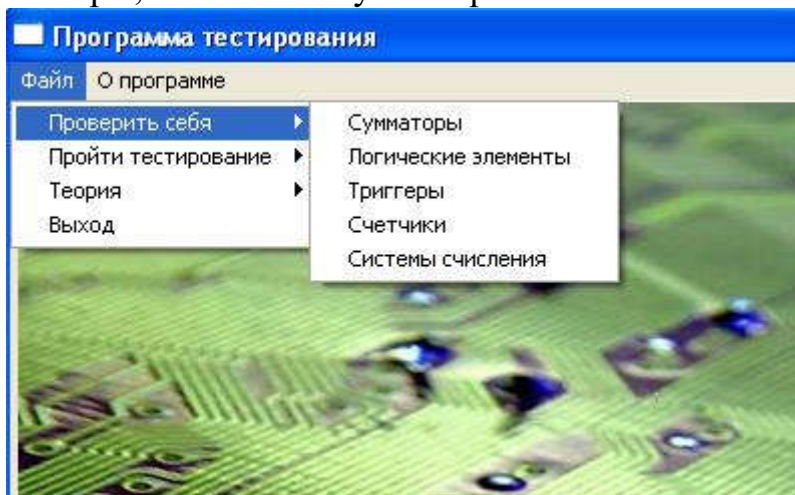 Программа тестирования
Файл О программе
Проверить себя
Пройти тестирование
Теория
Выход
Сумматоры
Логические элементы
Триггеры
Счетчики
Системы счисления